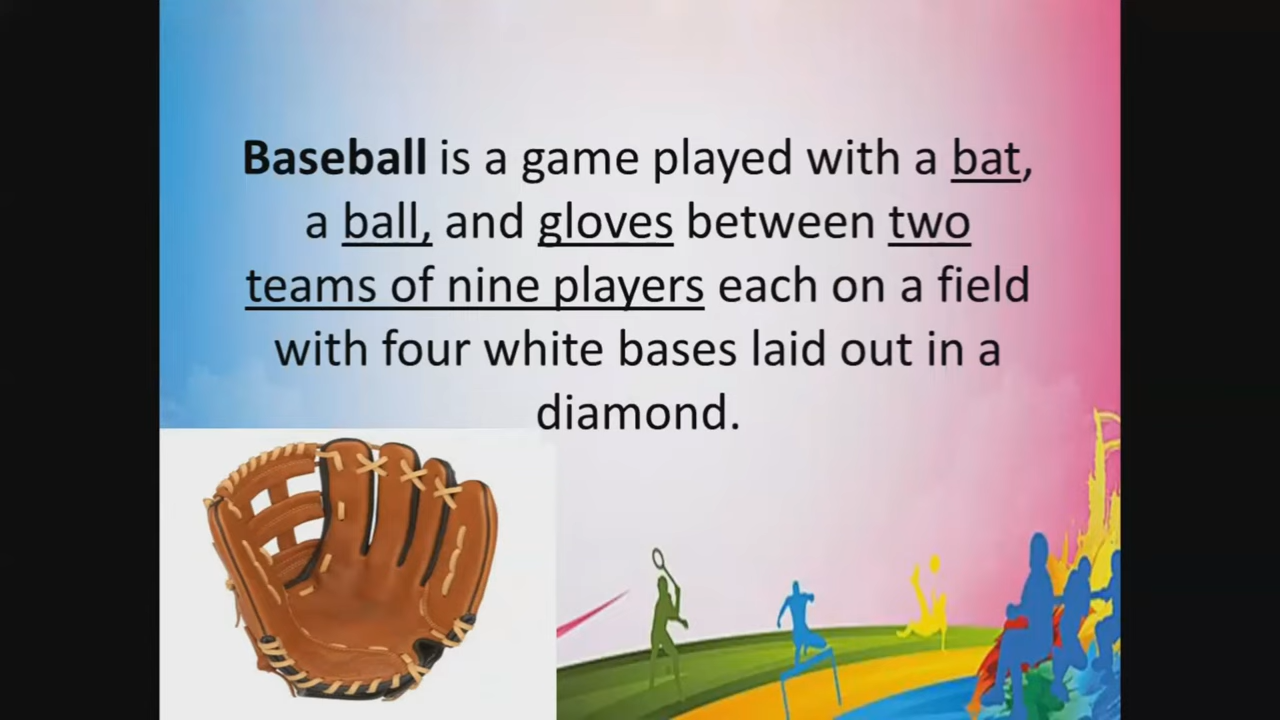 Baseball is a game played with a bat,
a ball, and gloves between two
teams of nine players each on a field
with four white bases laid out in a
diamond.